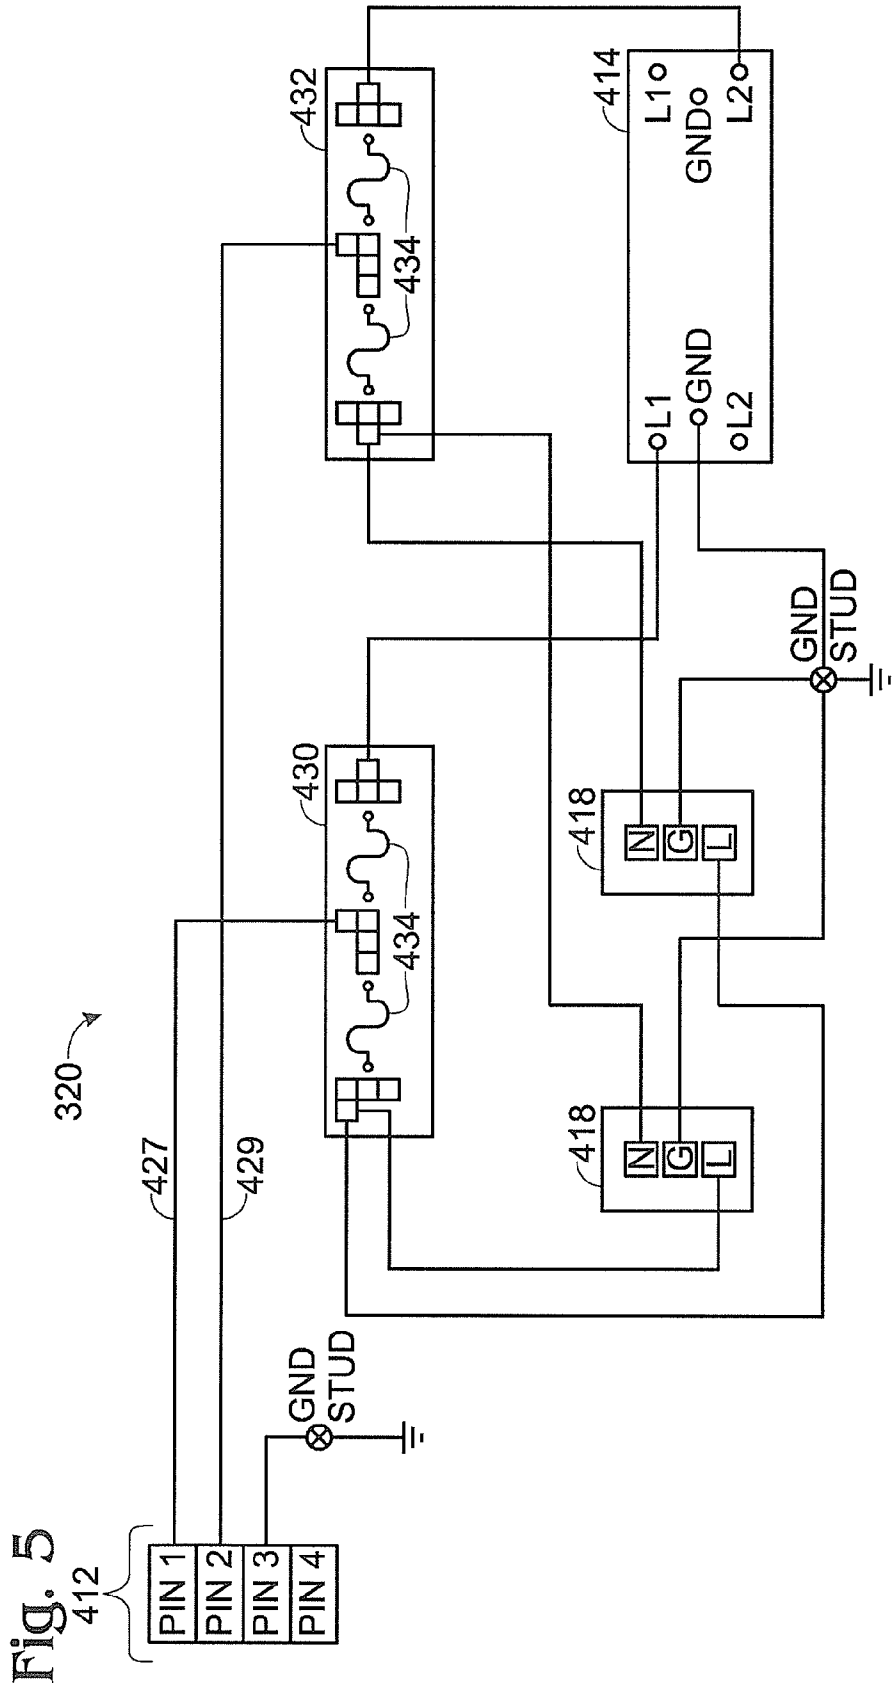 Fig. 5
412
PIN 1
PIN 2
PIN 3
PIN 4
GND
STUD
427
429
320
430
434
432
434
418
N
G
L
418
N
G
L
GND
STUD
414
L1
GND
L2
L1
GND
L2